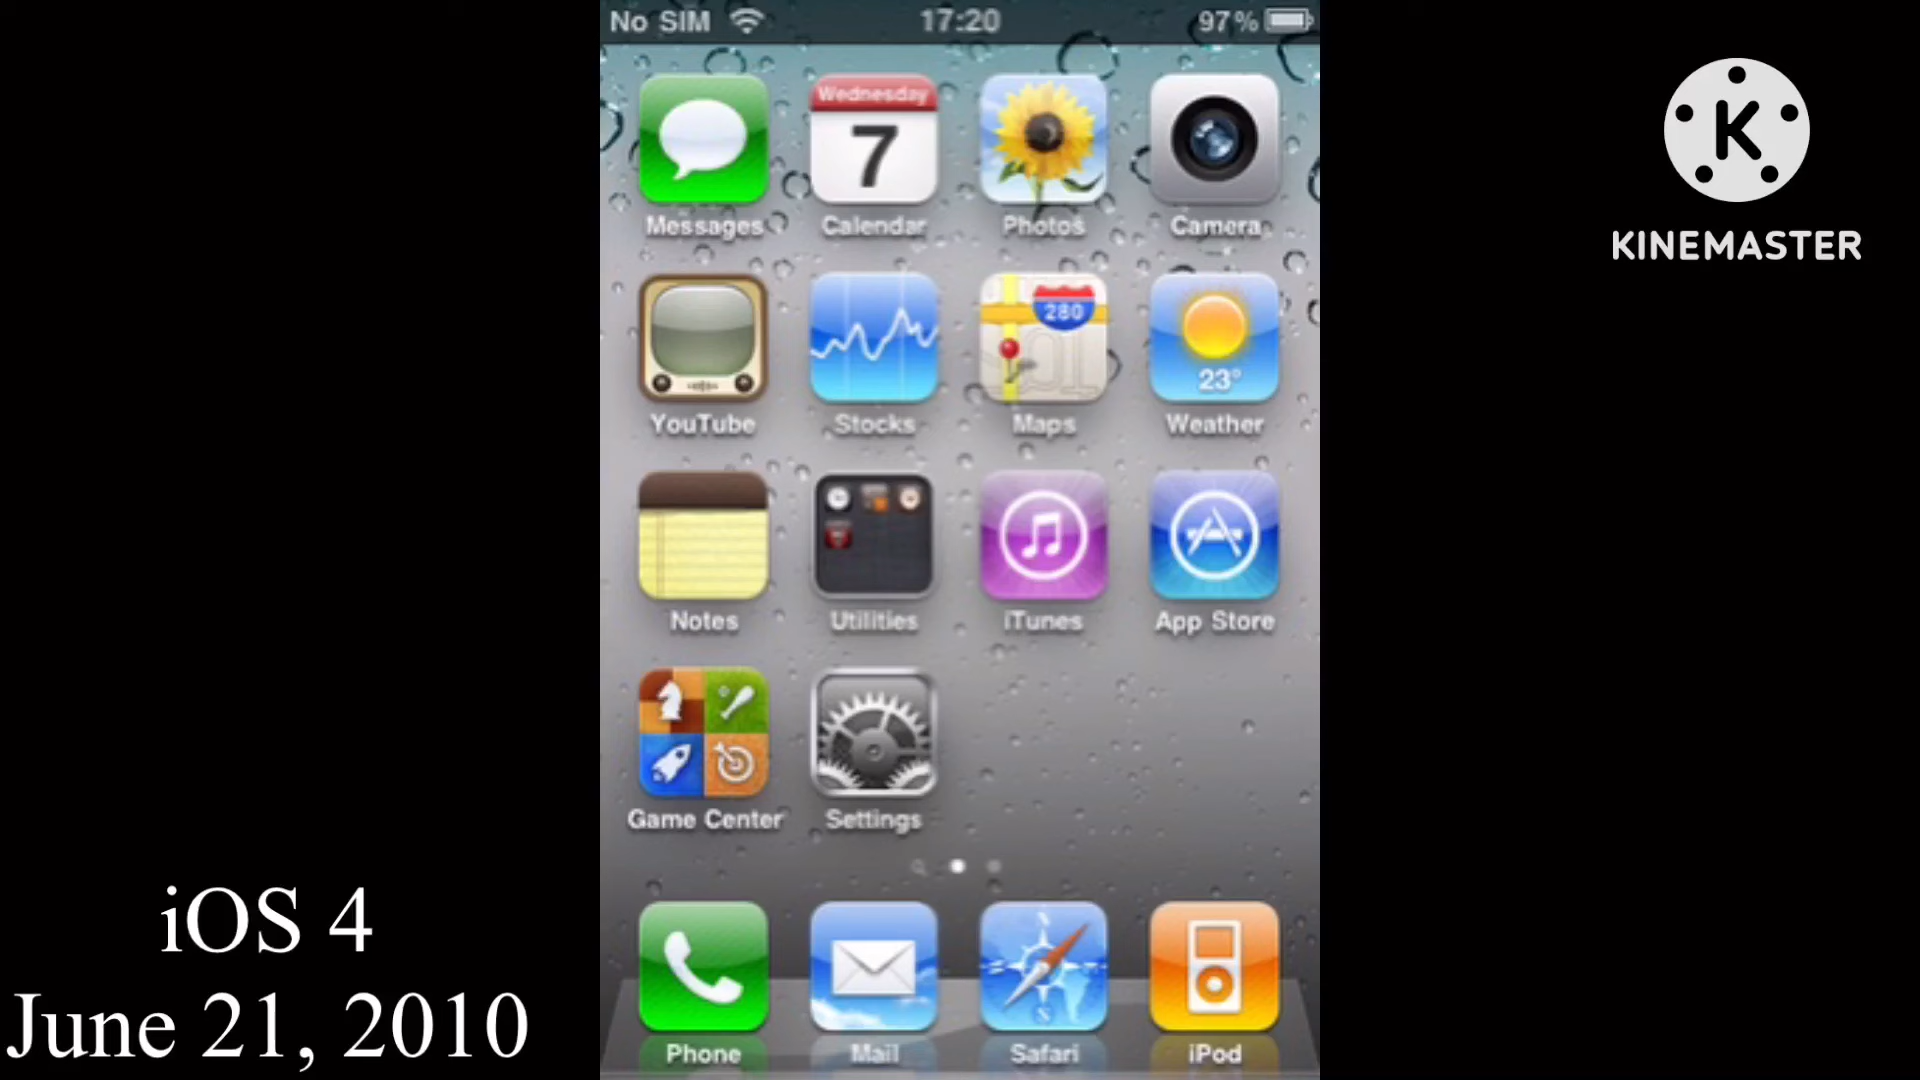 No SIM 17:20 97%
Wednesday
7
Messages Calendar Photos Camera
280
23°
YouTube Stocks Maps Weather
Notes Utilities iTunes App Store
Game Center Settings
Phone Mail Safari iPod
K
KINEMASTER
iOS 4
June 21, 2010